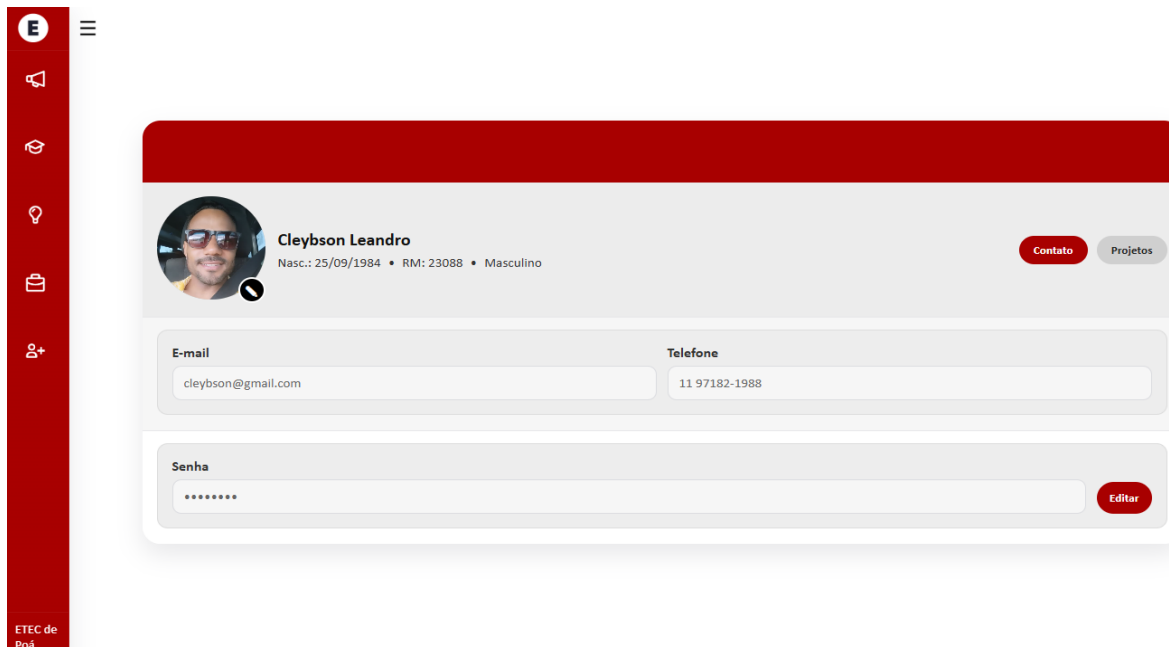 E
Cleybson Leandro
Nasc.: 25/09/1984 • RM: 23088 • Masculino
Contato
Projetos
E-mail
Telefone
cleybson@gmail.com
11 97182-1988
Senha
••••••••
Editar
ETEC de
Poá